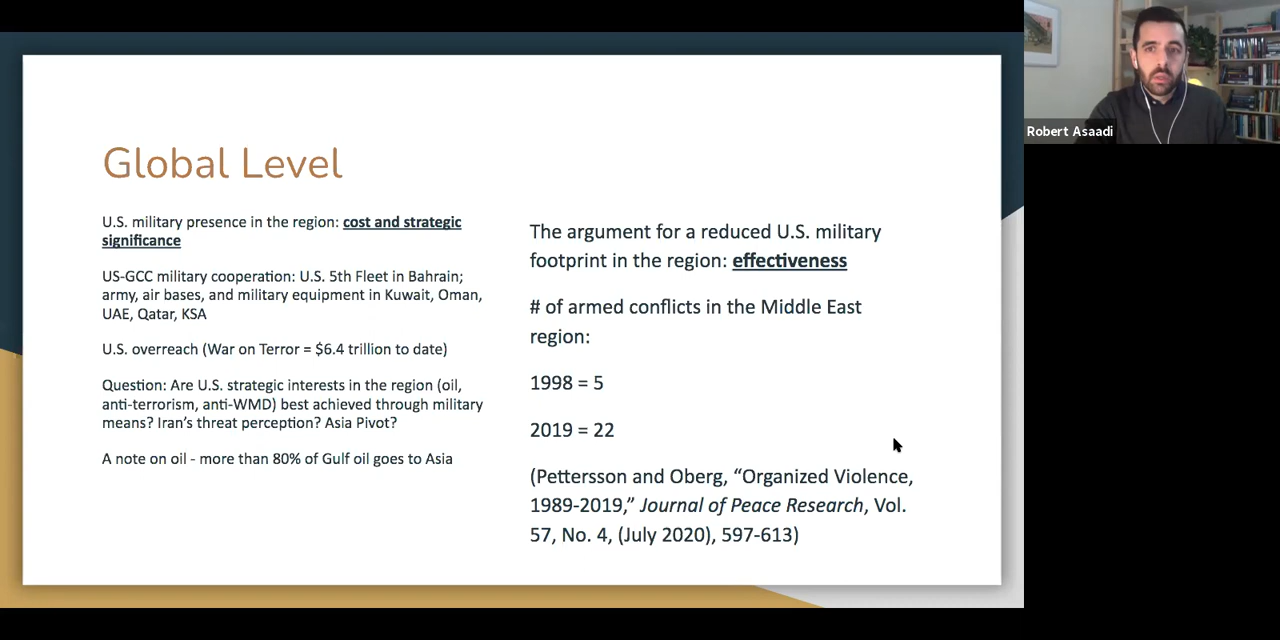 Global Level
U.S. military presence in the region: cost and strategic
significance
US-GCC military cooperation: U.S. 5th Fleet in Bahrain;
army, air bases, and military equipment in Kuwait, Oman,
UAE, Qatar, KSA
U.S. overreach (War on Terror = $6.4 trillion to date)
Question: Are U.S. strategic interests in the region (oil,
anti-terrorism, anti-WMD) best achieved through military
means? Iran’s threat perception? Asia Pivot?
A note on oil - more than 80% of Gulf oil goes to Asia
The argument for a reduced U.S. military
footprint in the region: effectiveness
# of armed conflicts in the Middle East
region:
1998 = 5
2019 = 22
(Pettersson and Oberg, “Organized Violence,
1989-2019,” Journal of Peace Research, Vol.
57, No. 4, (July 2020), 597-613)
Robert Asaadi